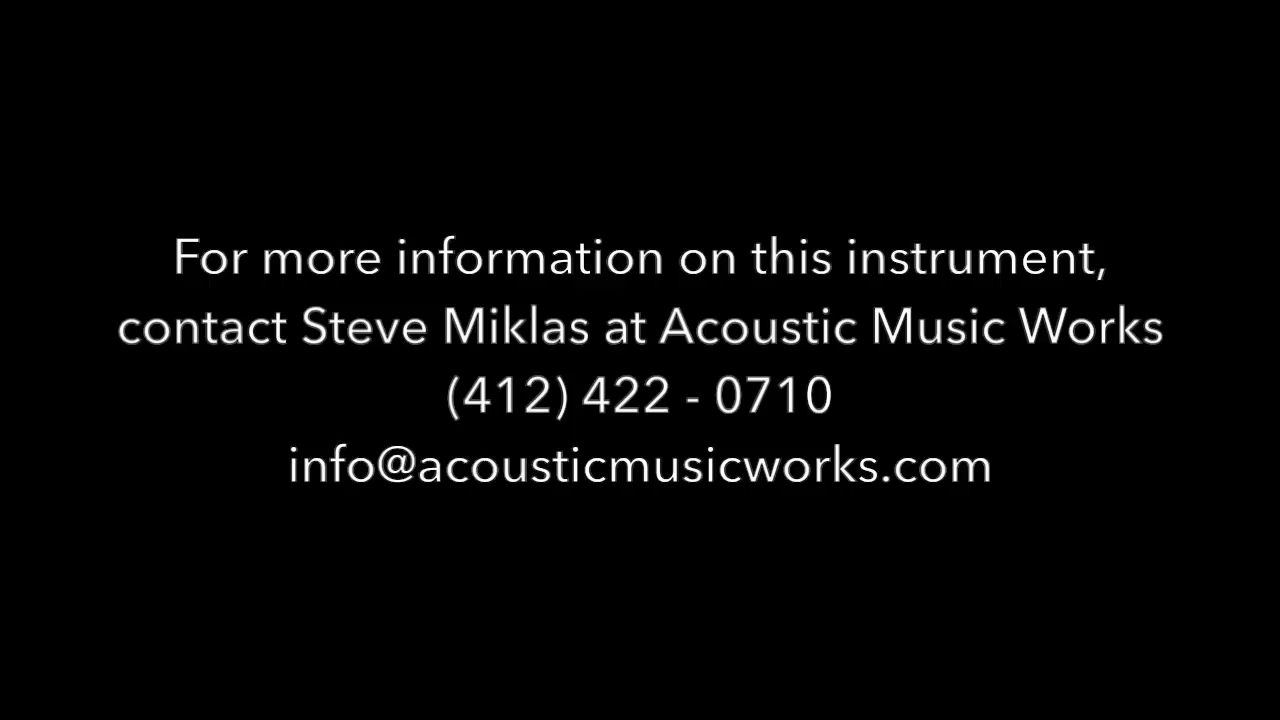 For more information on this instrument,
contact Steve Miklas at Acoustic Music Works
(412) 422 - 0710
info@acousticmusicworks.com